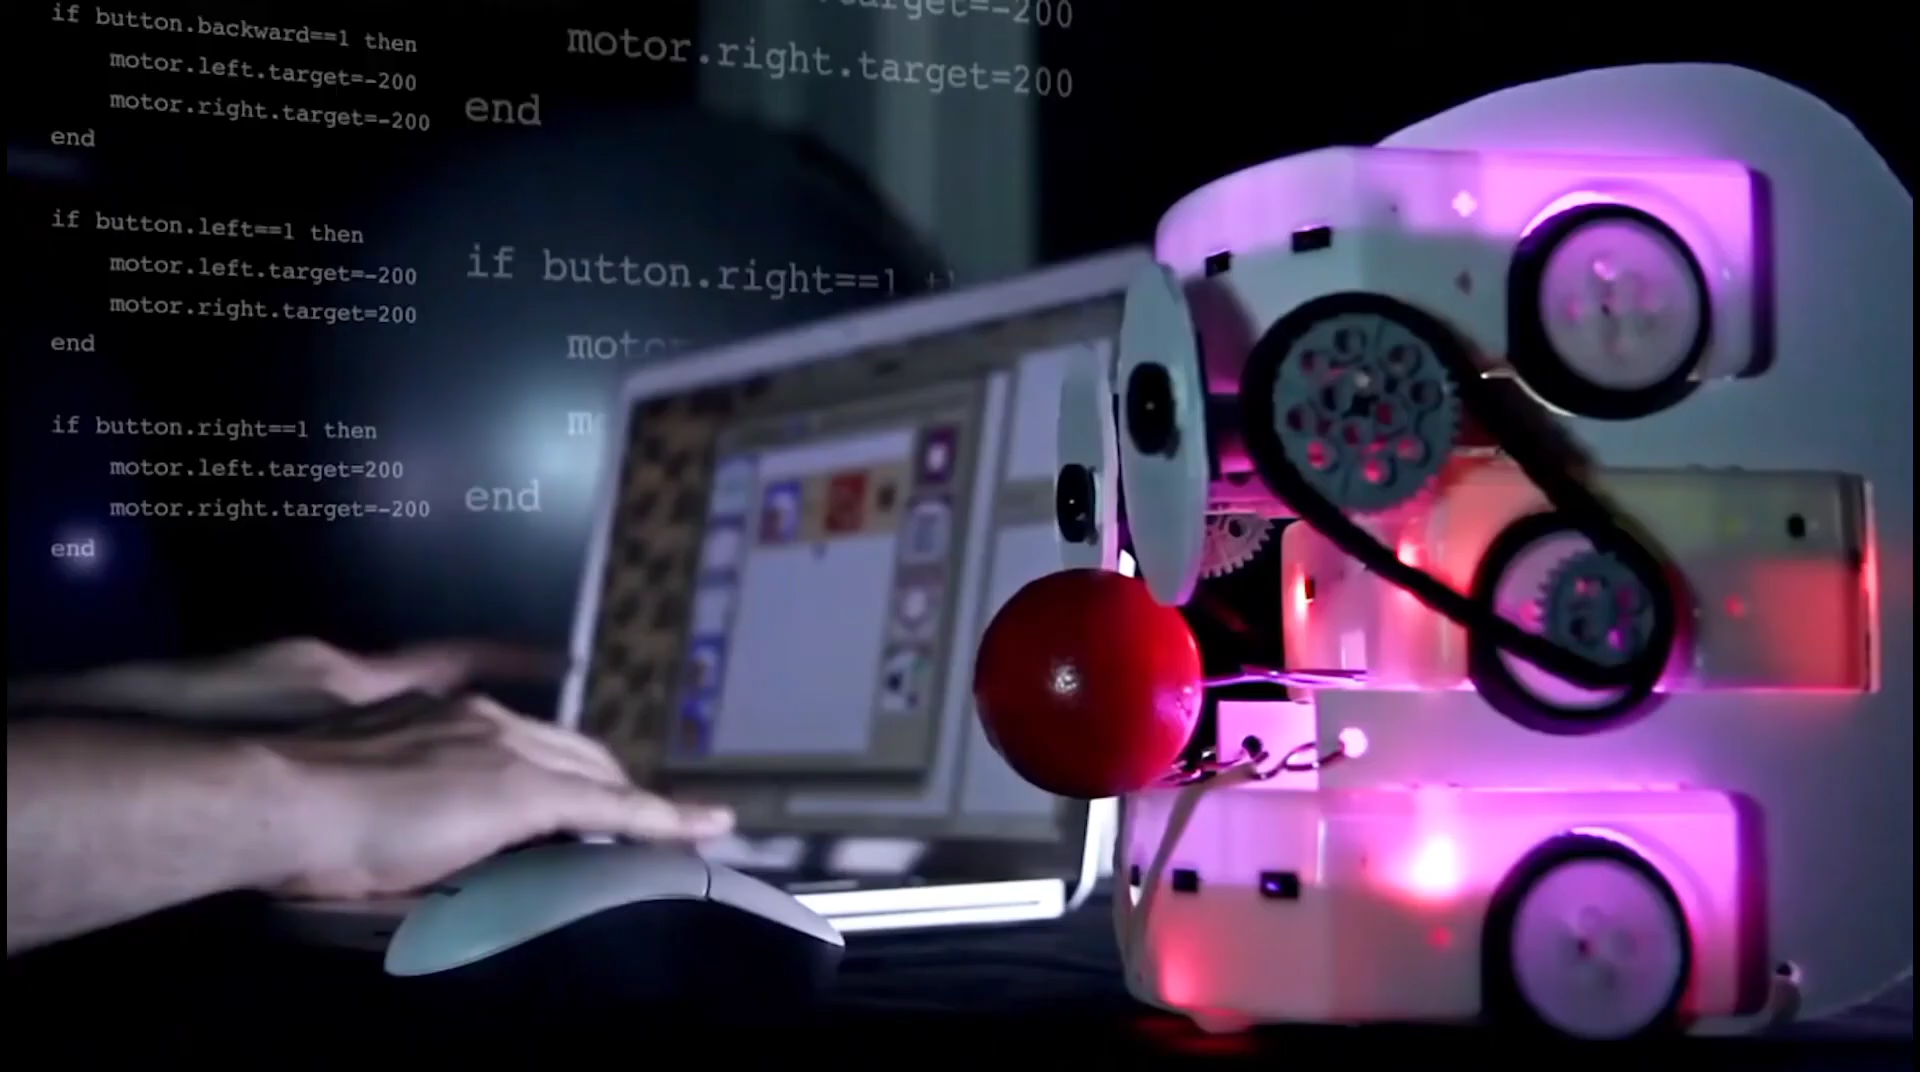 if button.backward==1 then
motor.left.target=-200
motor.right.target=-200
end
if button.left==1 then
motor.left.target=-200
motor.right.target=200
end
if button.right==1 then
motor.left.target=200
motor.right.target=-200
end
motor.right.target=200
end
if button.right==1
end